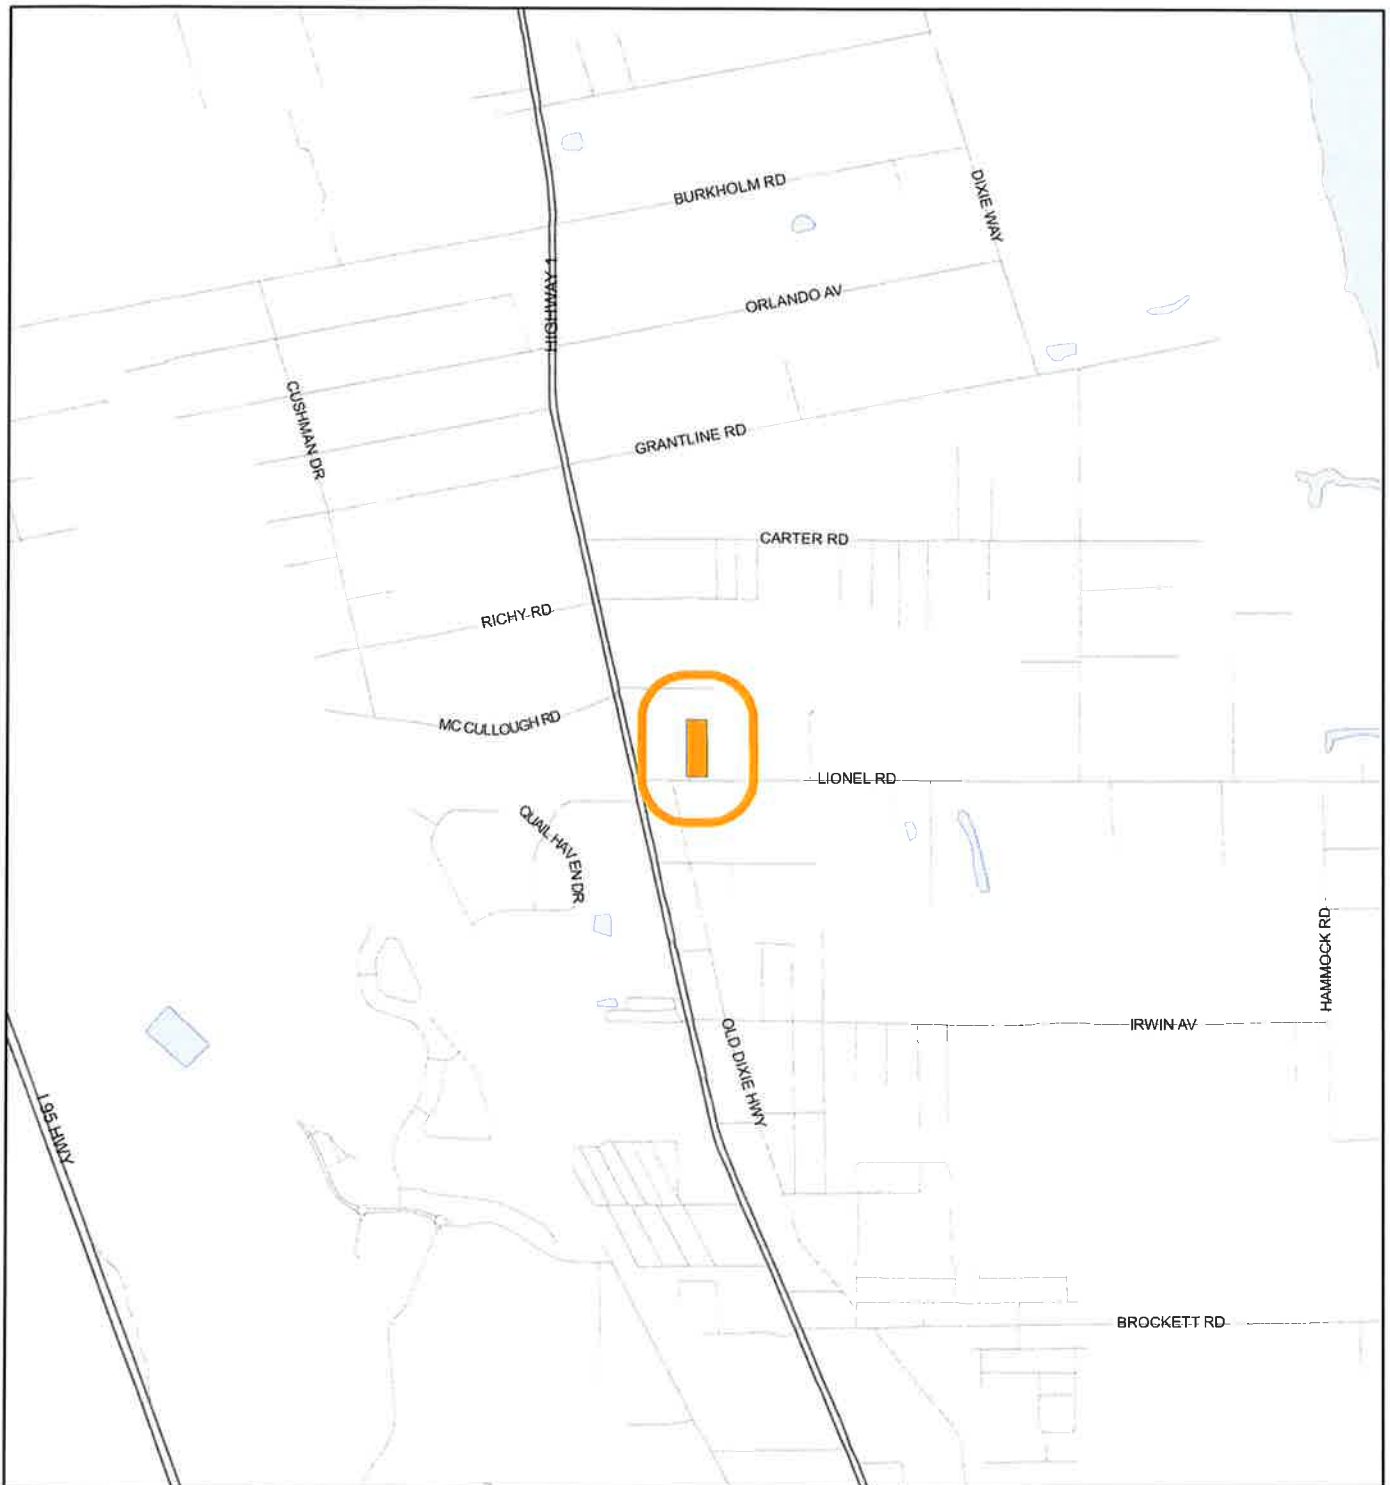 BURKHOLM RD
DIXIE WAY
HIGHWAY 1
ORLANDO AV
CUSHMAN DR
GRANTLINE RD
CARTER RD
RICHY RD
MC CULLOUGH RD
LIONEL RD
QUAIL HAVEN DR
HAMMOCK RD
IRWIN AV
OLD DIXIE HWY
I 95 HWY
BROCKETT RD